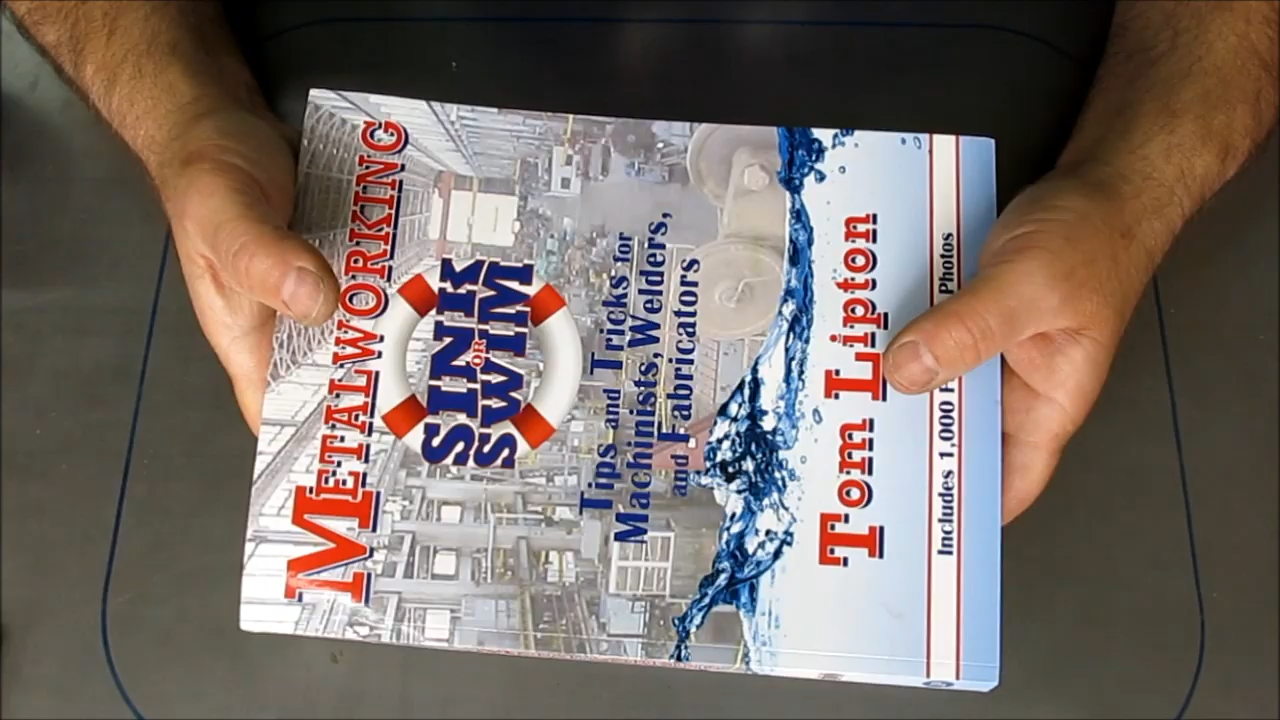 METALWORKING
SINK
OR
SWIM
Tips and Tricks for
Machinists, Welders,
and Fabricators
Tom Lipton
Includes 1,000 Photos